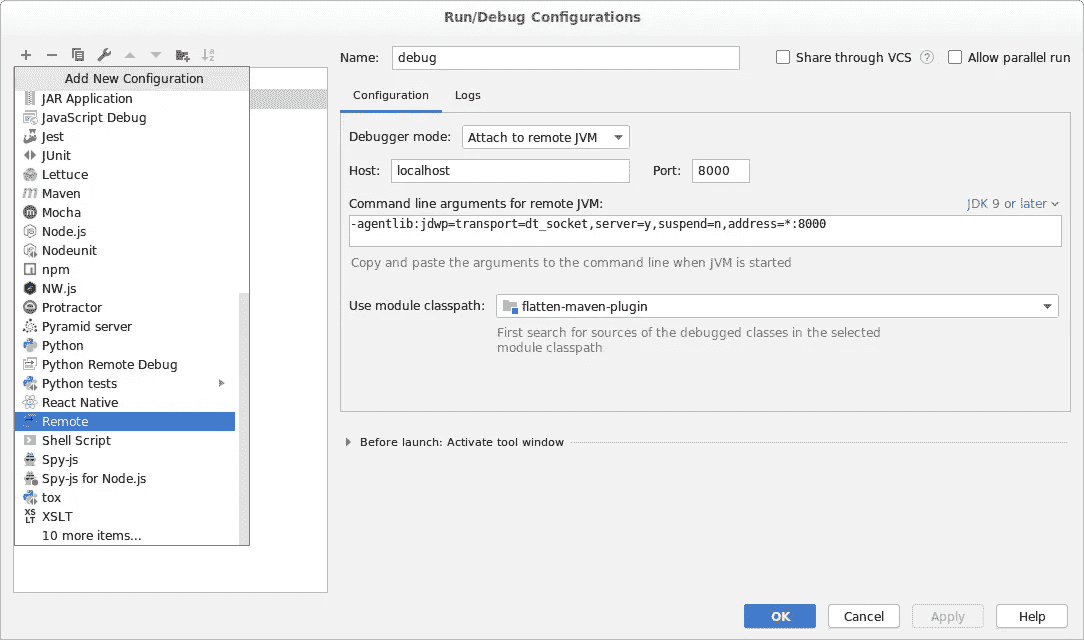 Run/Debug Configurations
Add New Configuration
JAR Application
JavaScript Debug
Jest
JUnit
Lettuce
Maven
Mocha
Node.js
Nodeunit
npm
NW.js
Protractor
Pyramid server
Python
Python Remote Debug
Python tests
React Native
Remote
Shell Script
Spy-js
Spy-js for Node.js
tox
XSLT
10 more items...
Name: debug
Share through VCS ?
Allow parallel run
Configuration Logs
Debugger mode: Attach to remote JVM
Host: localhost Port: 8000
Command line arguments for remote JVM: JDK 9 or later
-agentlib:jdwp=transport=dt_socket,server=y,suspend=n,address=*:8000
Copy and paste the arguments to the command line when JVM is started
Use module classpath: flatten-maven-plugin
First search for sources of the debugged classes in the selected
module classpath
Before launch: Activate tool window
OK Cancel Apply Help